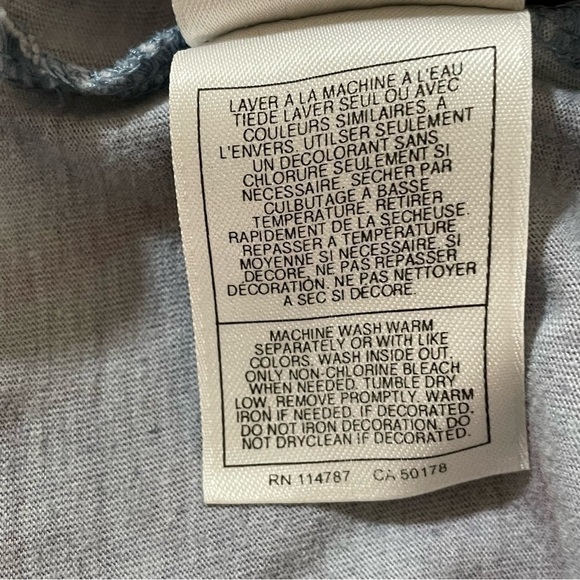 LAVER A LA MACHINE A L'EAU
TIEDE LAVER SEUL OU AVEC
COULEURS SIMILAIRES. A
L'ENVERS. UTILSER SEULEMENT
UN DECOLORANT SANS
CHLORURE SEULEMENT SI
NECESSAIRE. SECHER PAR
CULBUTAGE A BASSE
TEMPERATURE. RETIRER
RAPIDEMENT DE LA SECHEUSE.
REPASSER A TEMPERATURE
MOYENNE SI NECESSAIRE. SI
DECORE, NE PAS REPASSER
DECORATION. NE PAS NETTOYER
A SEC SI DECORE.
MACHINE WASH WARM
SEPARATELY OR WITH LIKE
COLORS. WASH INSIDE OUT.
ONLY NON-CHLORINE BLEACH
WHEN NEEDED. TUMBLE DRY
LOW. REMOVE PROMPTLY. WARM
IRON IF NEEDED. IF DECORATED,
DO NOT IRON DECORATION. DO
NOT DRYCLEAN IF DECORATED.
RN 114787 CA 50178